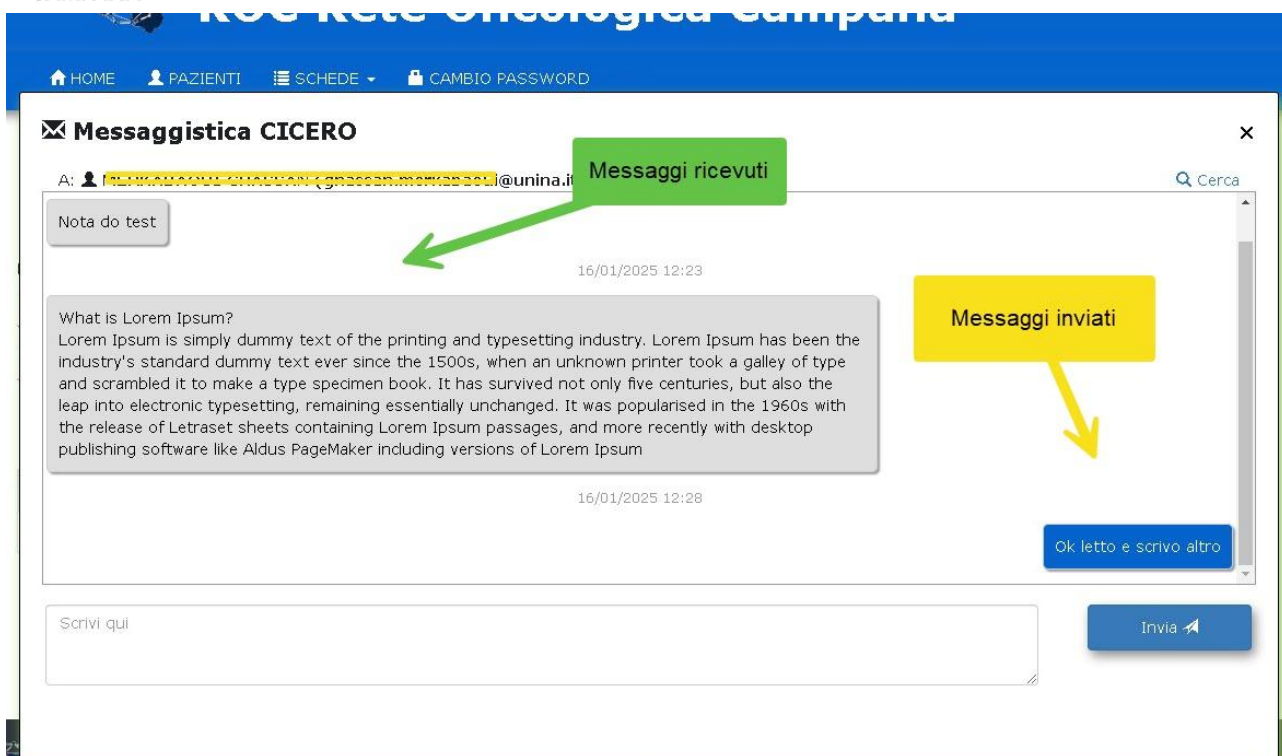 ROC Rete Oncologica Campana
HOME PAZIENTI SCHEDE CAMBIO PASSWORD
Messaggistica CICERO ×
A: @unina.it
Messaggi ricevuti
Cerca
Nota do test
16/01/2025 12:23
Messaggi inviati
What is Lorem Ipsum?
Lorem Ipsum is simply dummy text of the printing and typesetting industry. Lorem Ipsum has been the
industry's standard dummy text ever since the 1500s, when an unknown printer took a galley of type
and scrambled it to make a type specimen book. It has survived not only five centuries, but also the
leap into electronic typesetting, remaining essentially unchanged. It was popularised in the 1960s with
the release of Letraset sheets containing Lorem Ipsum passages, and more recently with desktop
publishing software like Aldus PageMaker including versions of Lorem Ipsum
16/01/2025 12:28
Ok letto e scrivo altro
Scrivi qui
Invia